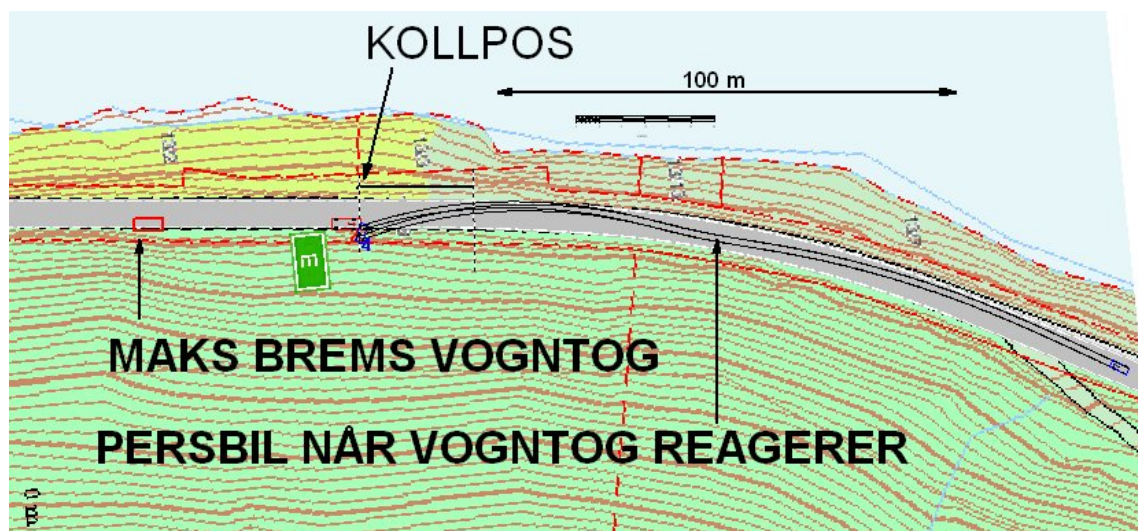 KOLLPOS
100 m
E
MAKS BREMS VOGNTOG
PERSBIL NÅR VOGNTOG REAGERER